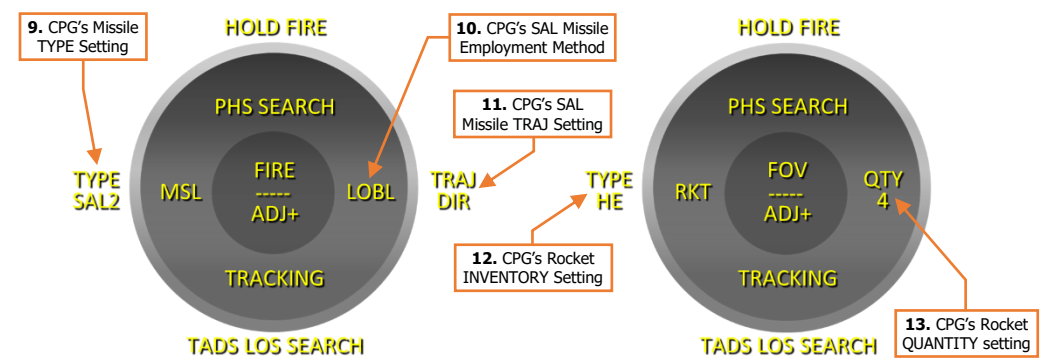 9. CPG's Missile
TYPE Setting
HOLD FIRE
10. CPG's SAL Missile
Employment Method
PHS SEARCH
11. CPG's SAL
Missile TRAJ Setting
TYPE
SAL2
MSL
FIRE
-----
ADJ+
LOBL
TRAJ
DIR
TRACKING
TADS LOS SEARCH
HOLD FIRE
PHS SEARCH
TYPE
HE
RKT
FOV
-----
ADJ+
QTY
4
12. CPG's Rocket
INVENTORY Setting
TRACKING
13. CPG's Rocket
QUANTITY setting
TADS LOS SEARCH